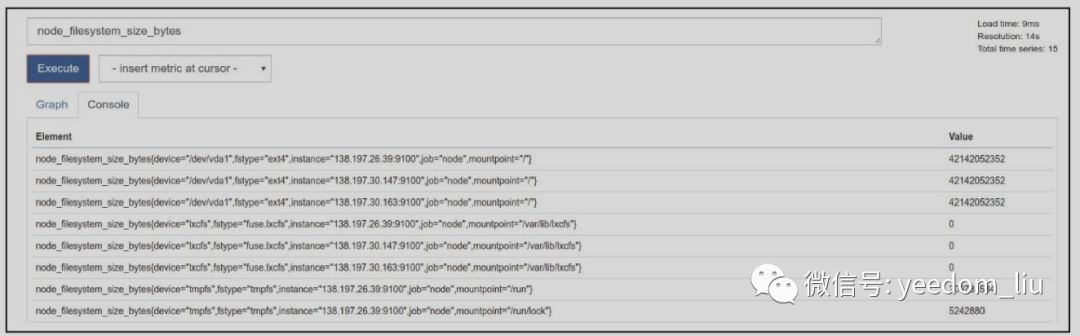 node_filesystem_size_bytes
Load time: 9ms
Resolution: 14s
Total time series: 15
Execute
- insert metric at cursor -
Graph
Console
Element Value
node_filesystem_size_bytes{device="/dev/vda1",fstype="ext4",instance="138.197.26.39:9100",job="node",mountpoint="/"} 42142052352
node_filesystem_size_bytes{device="/dev/vda1",fstype="ext4",instance="138.197.30.147:9100",job="node",mountpoint="/"} 42142052352
node_filesystem_size_bytes{device="/dev/vda1",fstype="ext4",instance="138.197.30.163:9100",job="node",mountpoint="/"} 42142052352
node_filesystem_size_bytes{device="lxcfs",fstype="fuse.lxcfs",instance="138.197.26.39:9100",job="node",mountpoint="/var/lib/lxcfs"} 0
node_filesystem_size_bytes{device="lxcfs",fstype="fuse.lxcfs",instance="138.197.30.147:9100",job="node",mountpoint="/var/lib/lxcfs"} 0
node_filesystem_size_bytes{device="lxcfs",fstype="fuse.lxcfs",instance="138.197.30.163:9100",job="node",mountpoint="/var/lib/lxcfs"} 0
node_filesystem_size_bytes{device="tmpfs",fstype="tmpfs",instance="138.197.26.39:9100",job="node",mountpoint="/run"}
微信号: yeedom_liu
node_filesystem_size_bytes{device="tmpfs",fstype="tmpfs",instance="138.197.26.39:9100",job="node",mountpoint="/run/lock"} 5242880